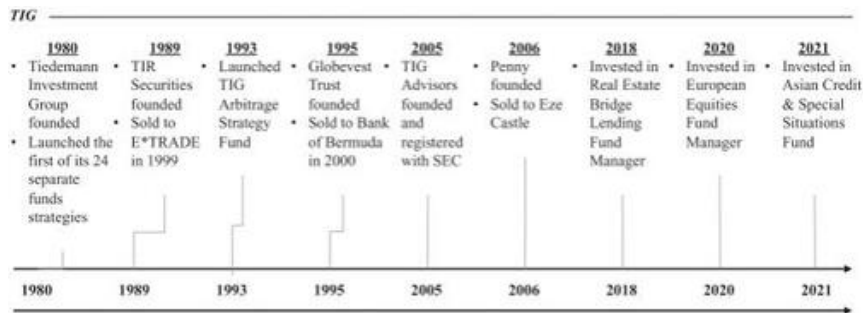 TIG
1980
• Tiedemann
Investment
Group
founded
• Launched the
first of its 24
separate
funds
strategies
1989
• TIR
Securities
founded
• Sold to
E*TRADE
in 1999
1993
• Launched
TIG
Arbitrage
Strategy
Fund
1995
• Globevest
Trust
founded
• Sold to Bank
of Bermuda
in 2000
2005
• TIG
Advisors
founded
and
registered
with SEC
2006
• Penny
founded
• Sold to Eze
Castle
2018
• Invested in
Real Estate
Bridge
Lending
Fund
Manager
2020
• Invested in
European
Equities
Fund
Manager
2021
• Invested in
Asian Credit
& Special
Situations
Fund
1980 1989 1993 1995 2005 2006 2018 2020 2021